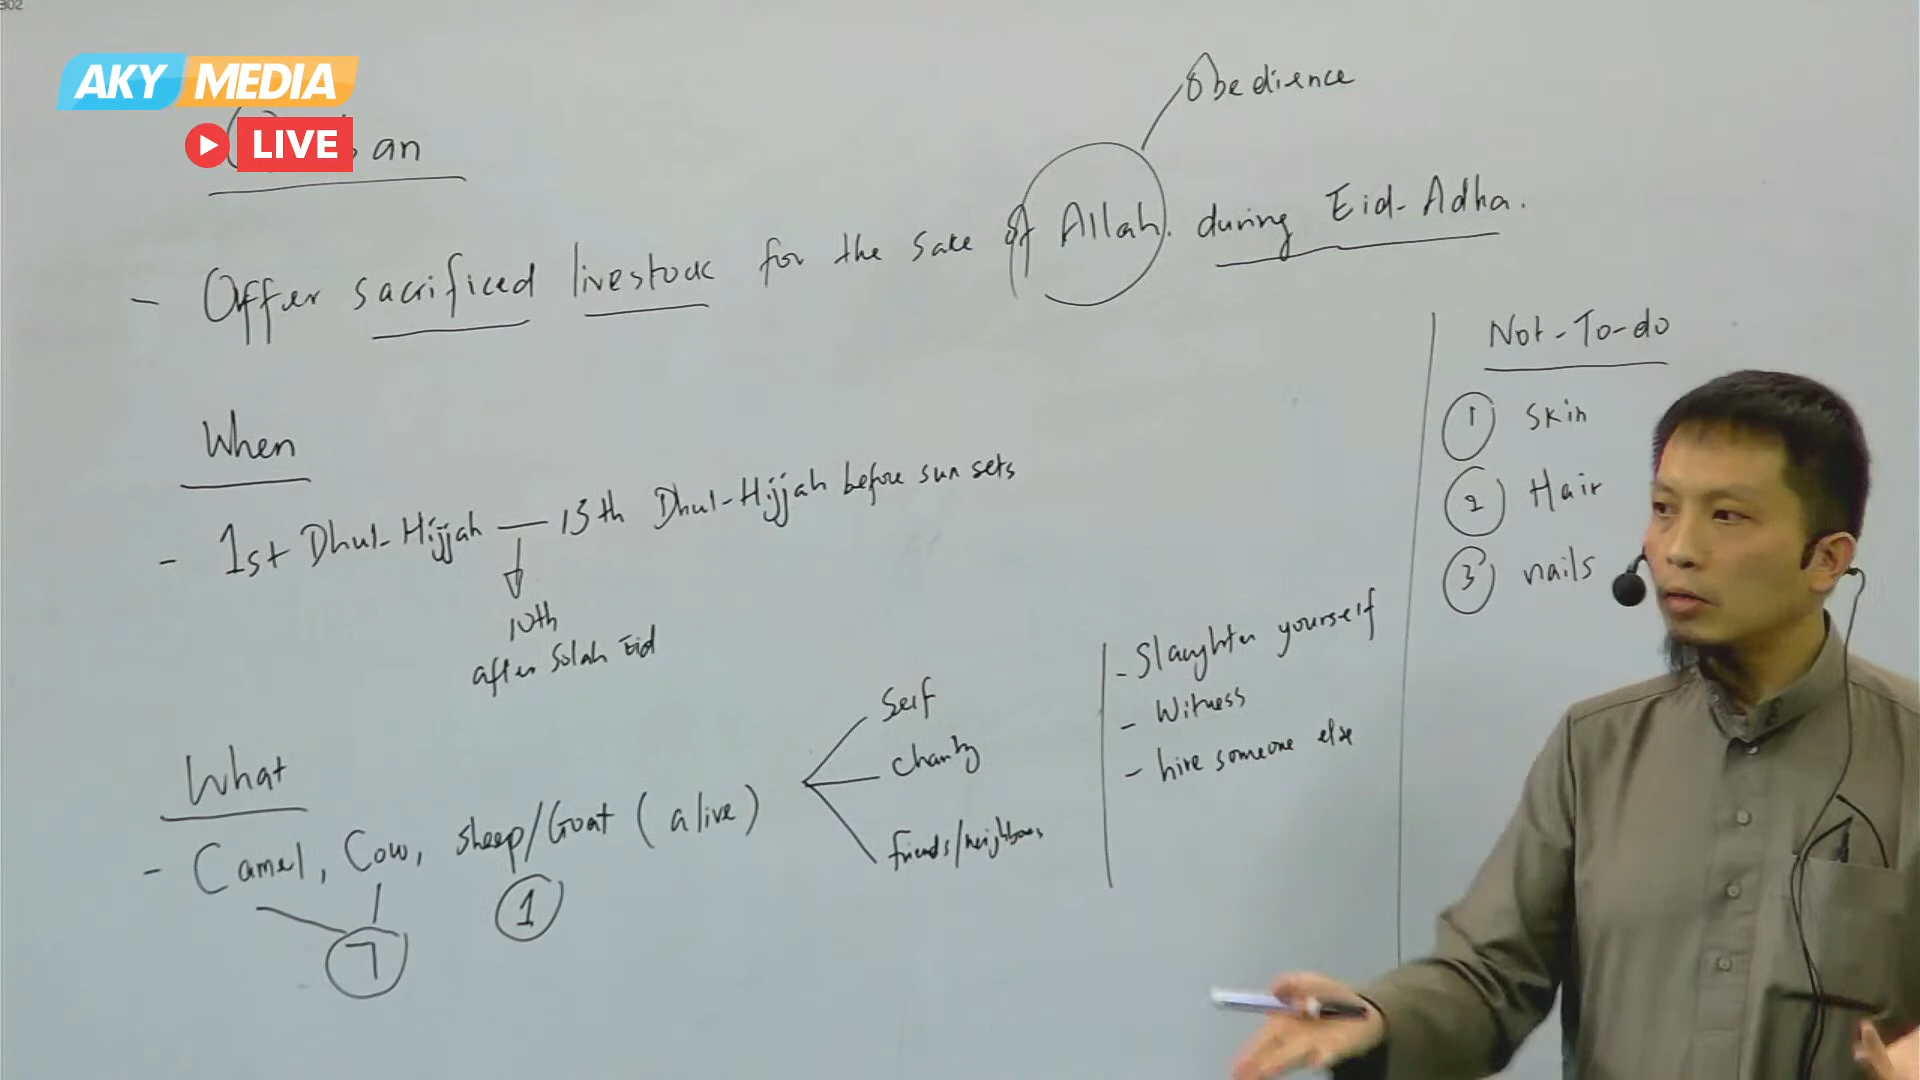 302
AKY MEDIA
LIVE
an
Obedience
- Offer sacrificed livestock for the sake of Allah. during Eid-Adha.
When
- 1st Dhul-Hijjah — 13th Dhul-Hijjah before sun sets
10th
after Solah Eid
What
- Camel, Cow, Sheep/Goat (alive)
7
1
Self
Charity
friends/neighbours
- Slaughter yourself
- Witness
- hire someone else
Not-To-do
1 Skin
2 Hair
3 nails